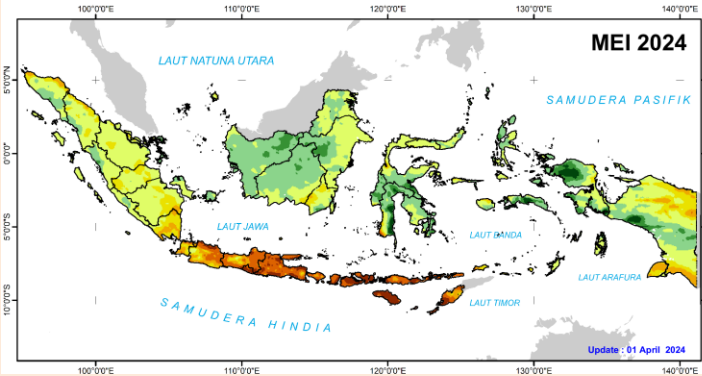 100°0'0"E 110°0'0"E 120°0'0"E 130°0'0"E 140°0'0"E
MEI 2024
LAUT NATUNA UTARA
5°0'0"N
SAMUDERA PASIFIK
0°0'0"
LAUT JAWA
LAUT BANDA
5°0'0"S
LAUT ARAFURA
10°0'0"S
SAMUDERA HINDIA
LAUT TIMOR
Update : 01 April 2024
100°0'0"E 110°0'0"E 120°0'0"E 130°0'0"E 140°0'0"E